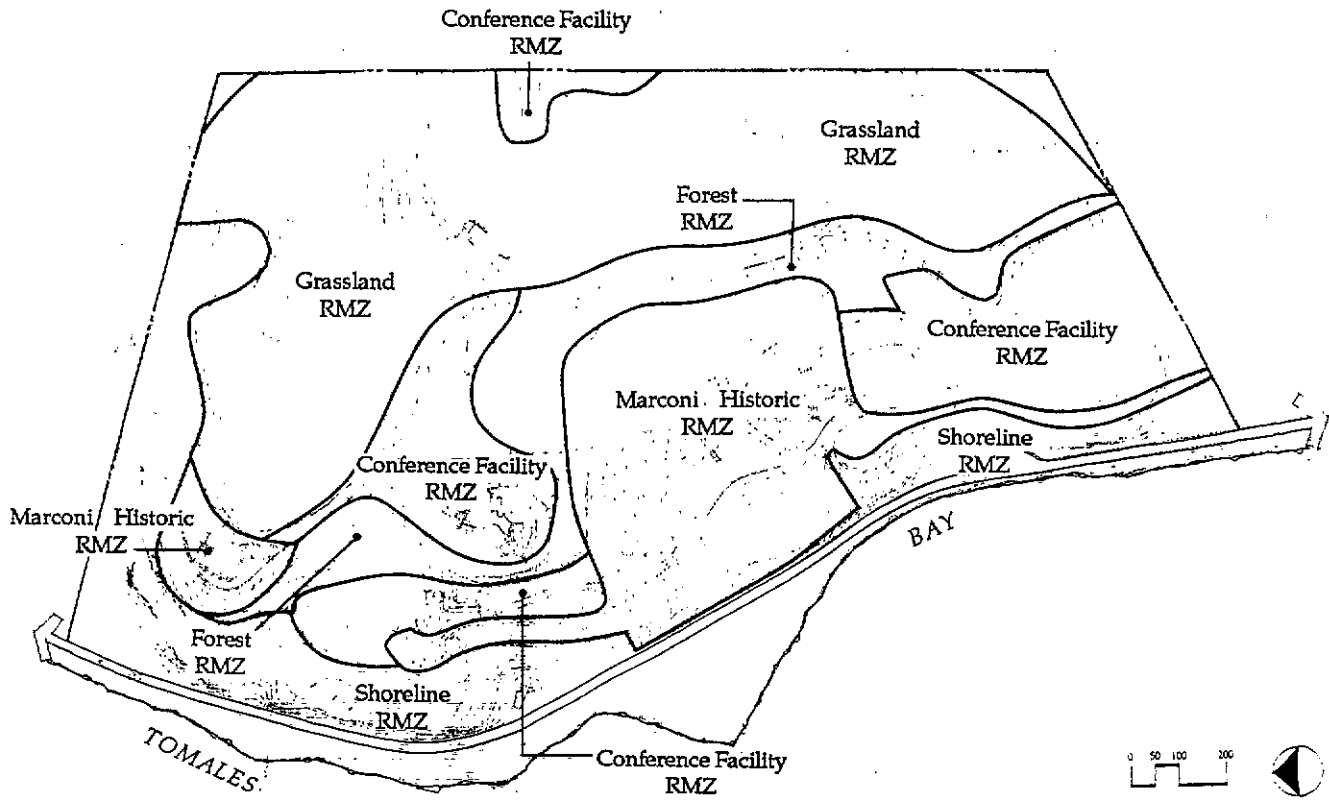 Conference Facility
RMZ
Grassland
RMZ
Forest
RMZ
Grassland
RMZ
Conference Facility
RMZ
Marconi Historic
RMZ
Shoreline
RMZ
Conference Facility
RMZ
Marconi Historic
RMZ
BAY
Forest
RMZ
Shoreline
RMZ
TOMALES
Conference Facility
RMZ
0 50 100 200